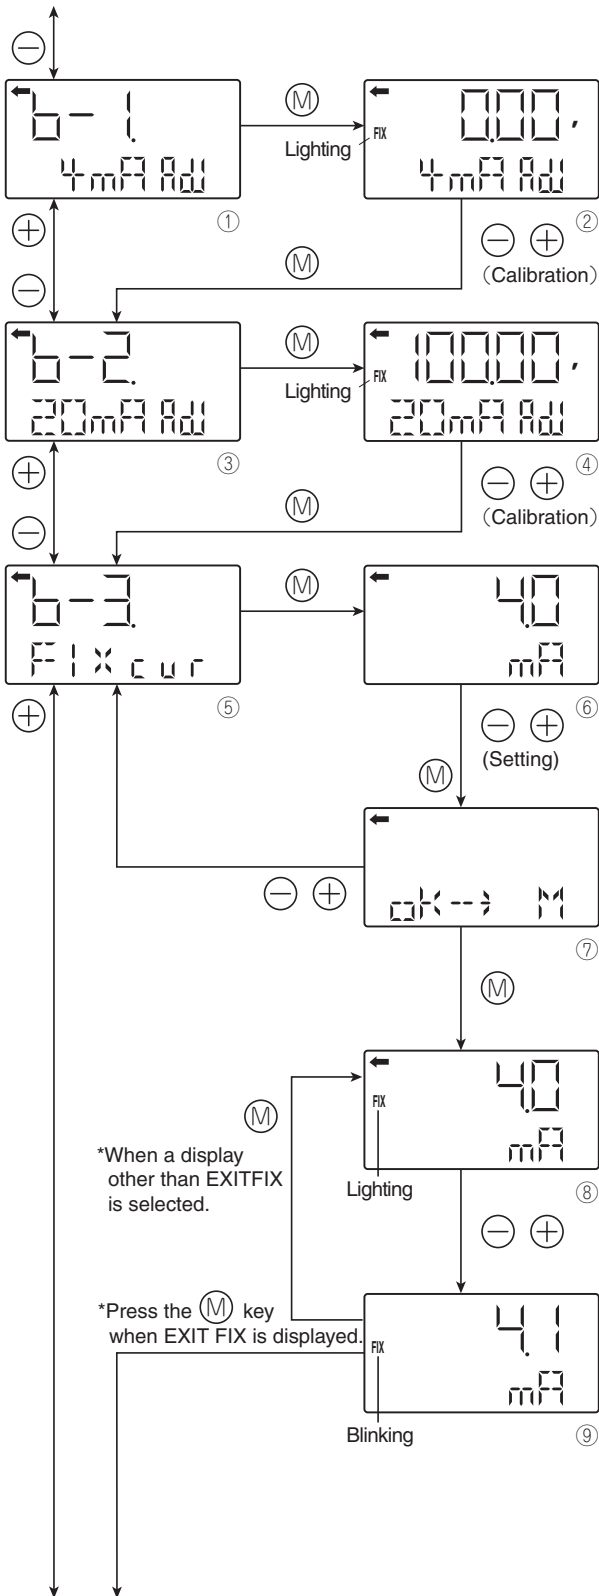 ⊖
b-1.
4mA AdJ
①
Ⓜ
Lighting
FIX
0.00,
4mA AdJ
②
⊖ ⊕
(Calibration)
⊕
⊖
Ⓜ
b-2.
20mA AdJ
③
Ⓜ
Lighting
FIX
100.00,
20mA AdJ
④
⊖ ⊕
(Calibration)
⊕
⊖
Ⓜ
b-3.
FIX cur
⑤
Ⓜ
4.0
mA
⑥
⊖ ⊕
(Setting)
Ⓜ
⊕
⊖ ⊕
oK--> M
⑦
Ⓜ
4.0
FIX
mA
Lighting
⑧
Ⓜ
*When a display
other than EXITFIX
is selected.
⊖ ⊕
*Press the Ⓜ key
when EXIT FIX is displayed.
4.1
FIX
mA
Blinking
⑨